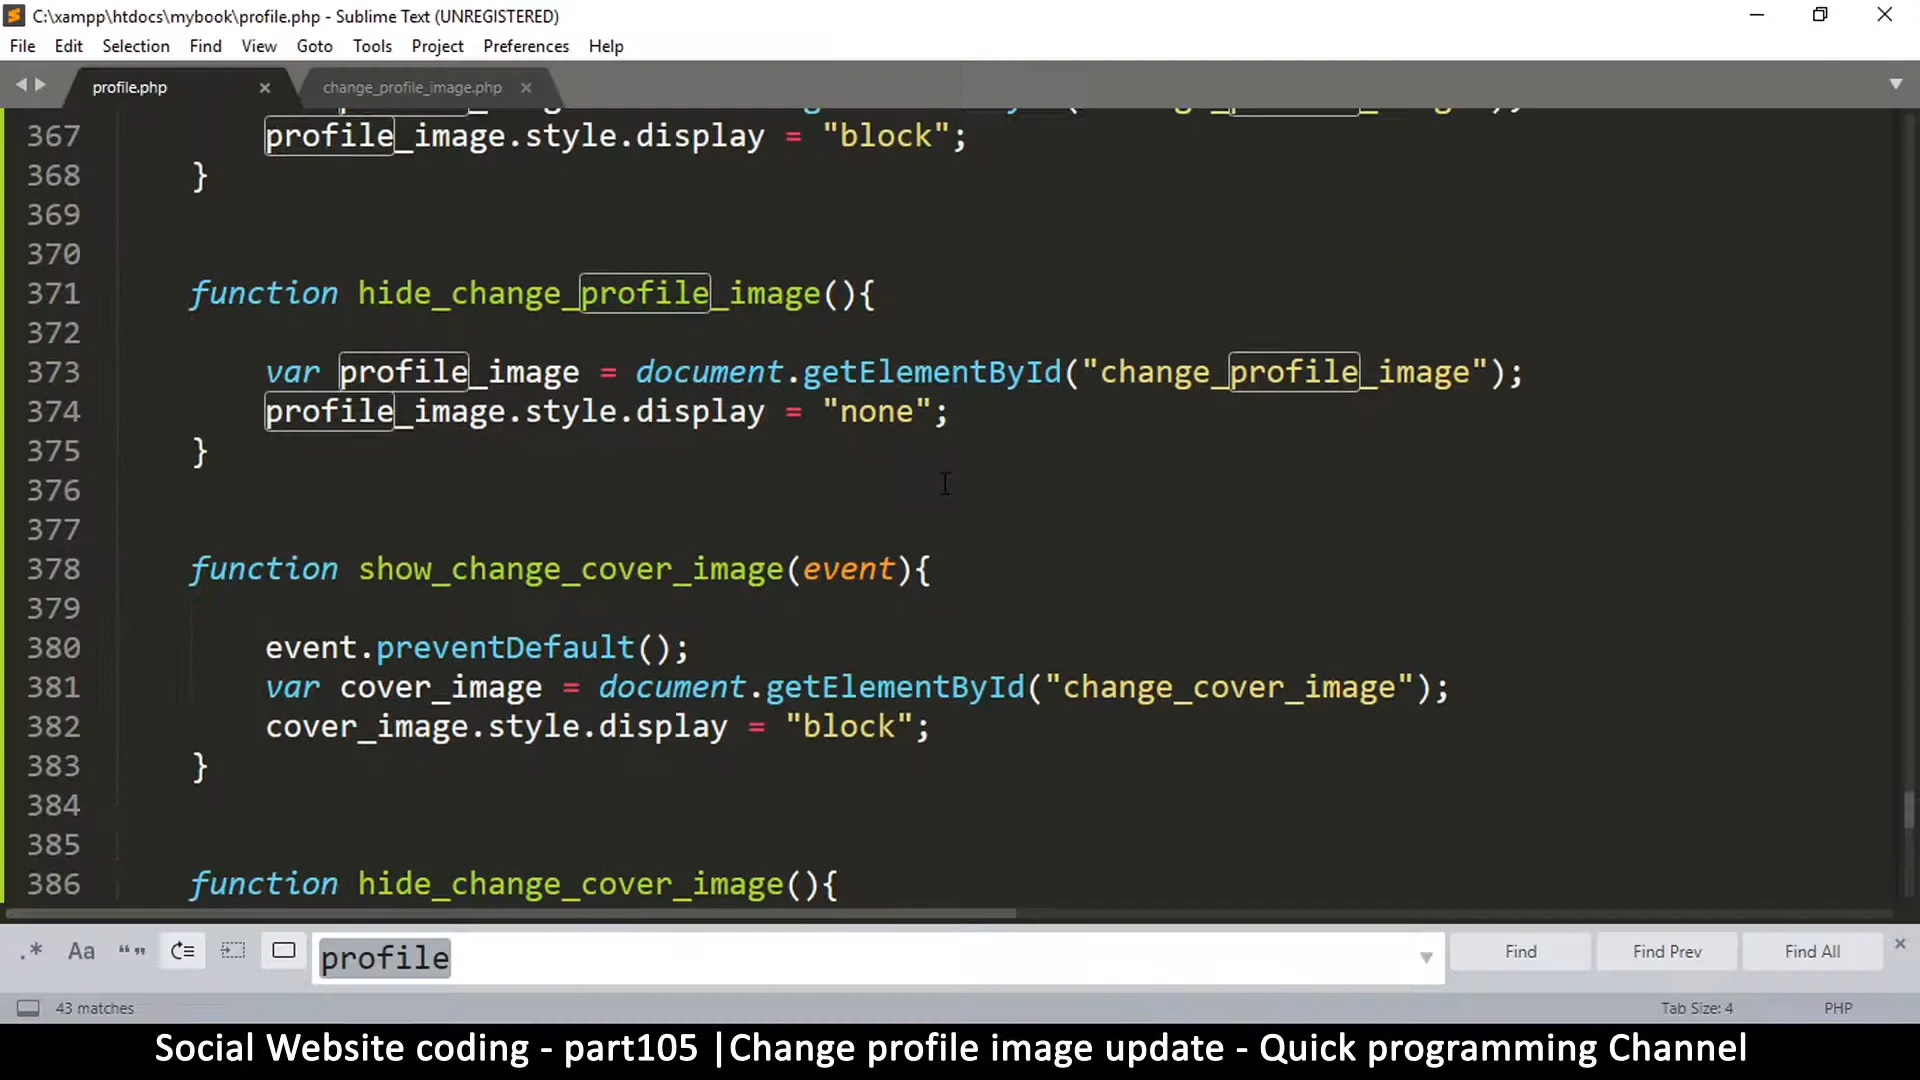 C:\xampp\htdocs\mybook\profile.php - Sublime Text (UNREGISTERED)
File Edit Selection Find View Goto Tools Project Preferences Help
profile.php change_profile_image.php
367 profile_image.style.display = "block";
368 }
369
370
371 function hide_change_profile_image(){
372
373 var profile_image = document.getElementById("change_profile_image");
374 profile_image.style.display = "none";
375 }
376
377
378 function show_change_cover_image(event){
379
380 event.preventDefault();
381 var cover_image = document.getElementById("change_cover_image");
382 cover_image.style.display = "block";
383 }
384
385
386 function hide_change_cover_image(){
.* Aa “” profile Find Find Prev Find All
43 matches Tab Size: 4 PHP
Social Website coding - part105 |Change profile image update - Quick programming Channel